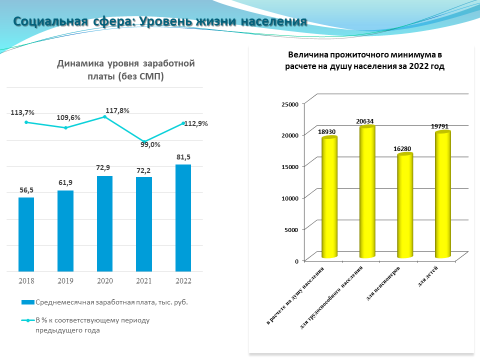 Социальная сфера: Уровень жизни населения
Динамика уровня заработной
платы (без СМП)
113,7%
109,6%
117,8%
99,0%
112,9%
56,5
61,9
72,9
72,2
81,5
2018
2019
2020
2021
2022
Среднемесячная заработная плата, тыс. руб.
В % к соответствующему периоду
предыдущего года
Величина прожиточного минимума в
расчете на душу населения за 2022 год
25000
20000
15000
10000
5000
0
18930
20634
16280
19791
в расчете на душу населения
для трудоспособного населения
для пенсионеров
для детей